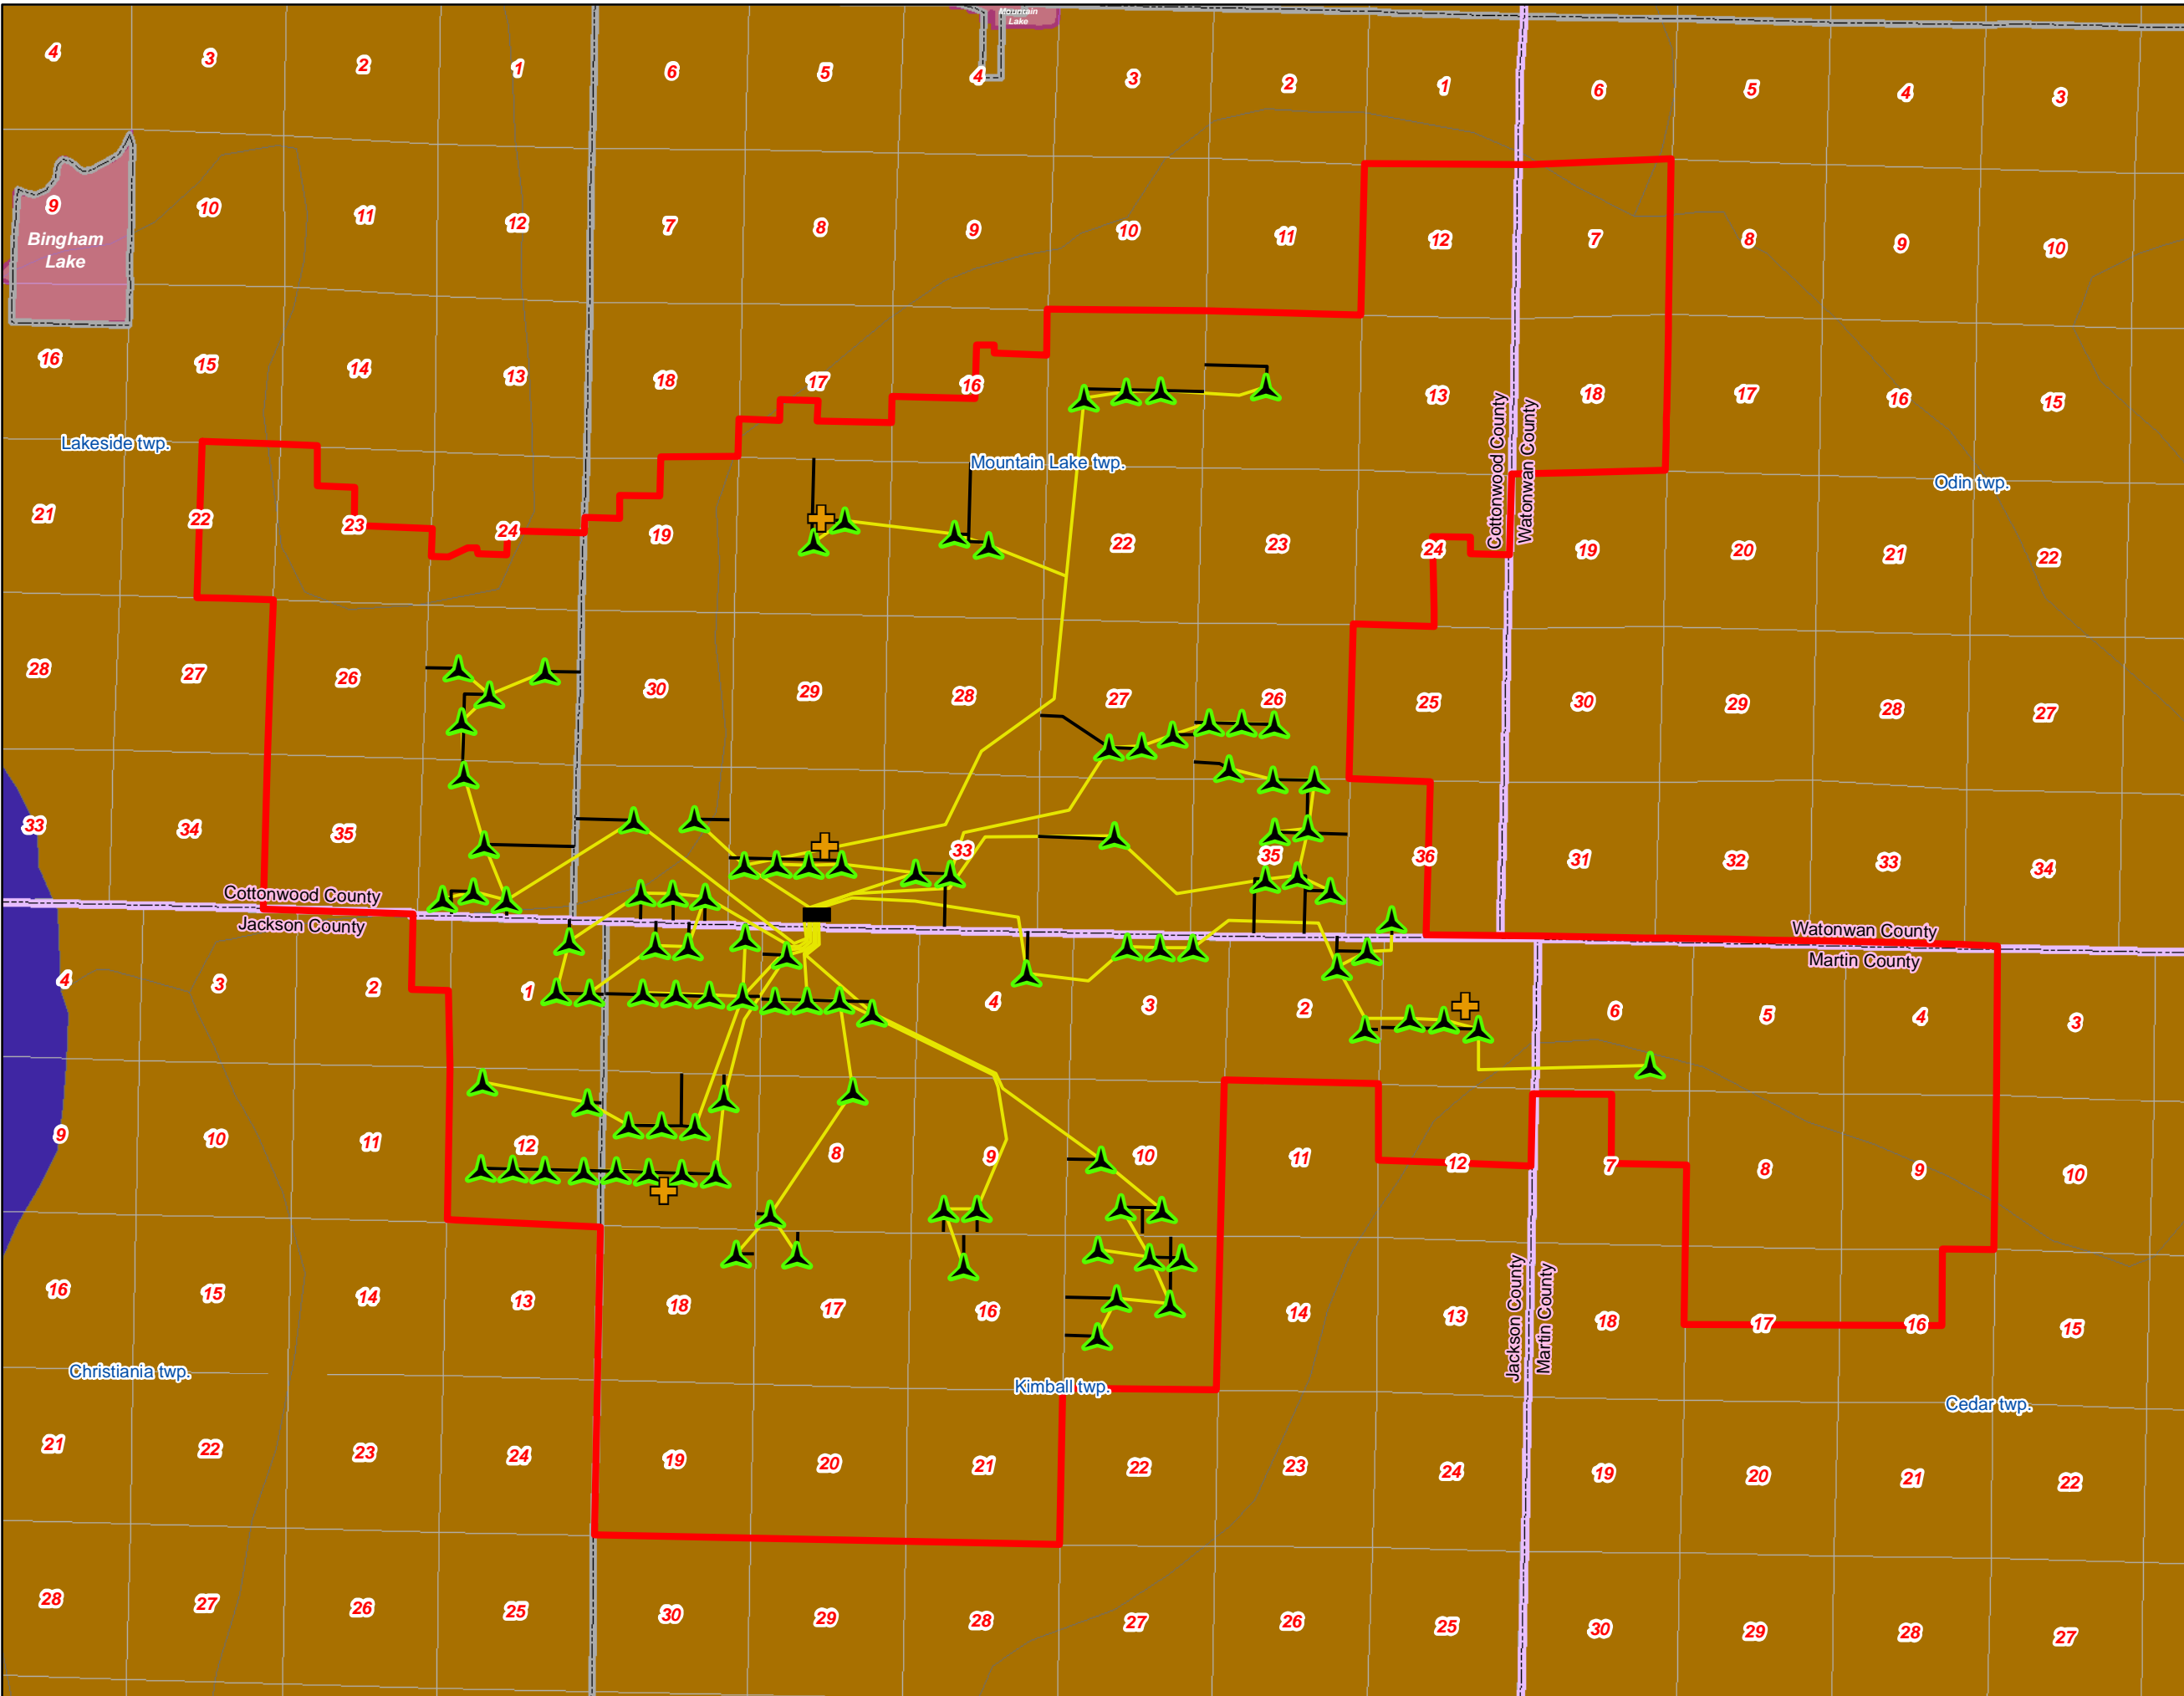 Mountain
Lake
4 3 2 1 6 5 4 3 2 1 6 5 4 3
9 10 11 12 7 8 9 10 11 12 7 8 9 10
Bingham
Lake
16 15 14 13 18 17 16 13 18 17 16 15
Cottonwood County
Watonwan County
Lakeside twp.
Mountain Lake twp.
Odin twp.
21 22 23 24 19 22 23 24 19 20 21 22
28 27 26 30 29 28 27 26 25 30 29 28 27
33 34 35 33 35 36 31 32 33 34
Cottonwood County
Jackson County
Watonwan County
Martin County
4 3 2 1 4 3 2 6 5 4 3
9 10 11 12 8 9 10 11 12 7 8 9 10
16 15 14 13 18 17 16 14 13 18 17 16 15
Jackson County
Martin County
Christiania twp.
Kimball twp.
Cedar twp.
21 22 23 24 19 20 21 22 23 24 19 20 21 22
28 27 26 25 30 29 28 27 26 25 30 29 28 27